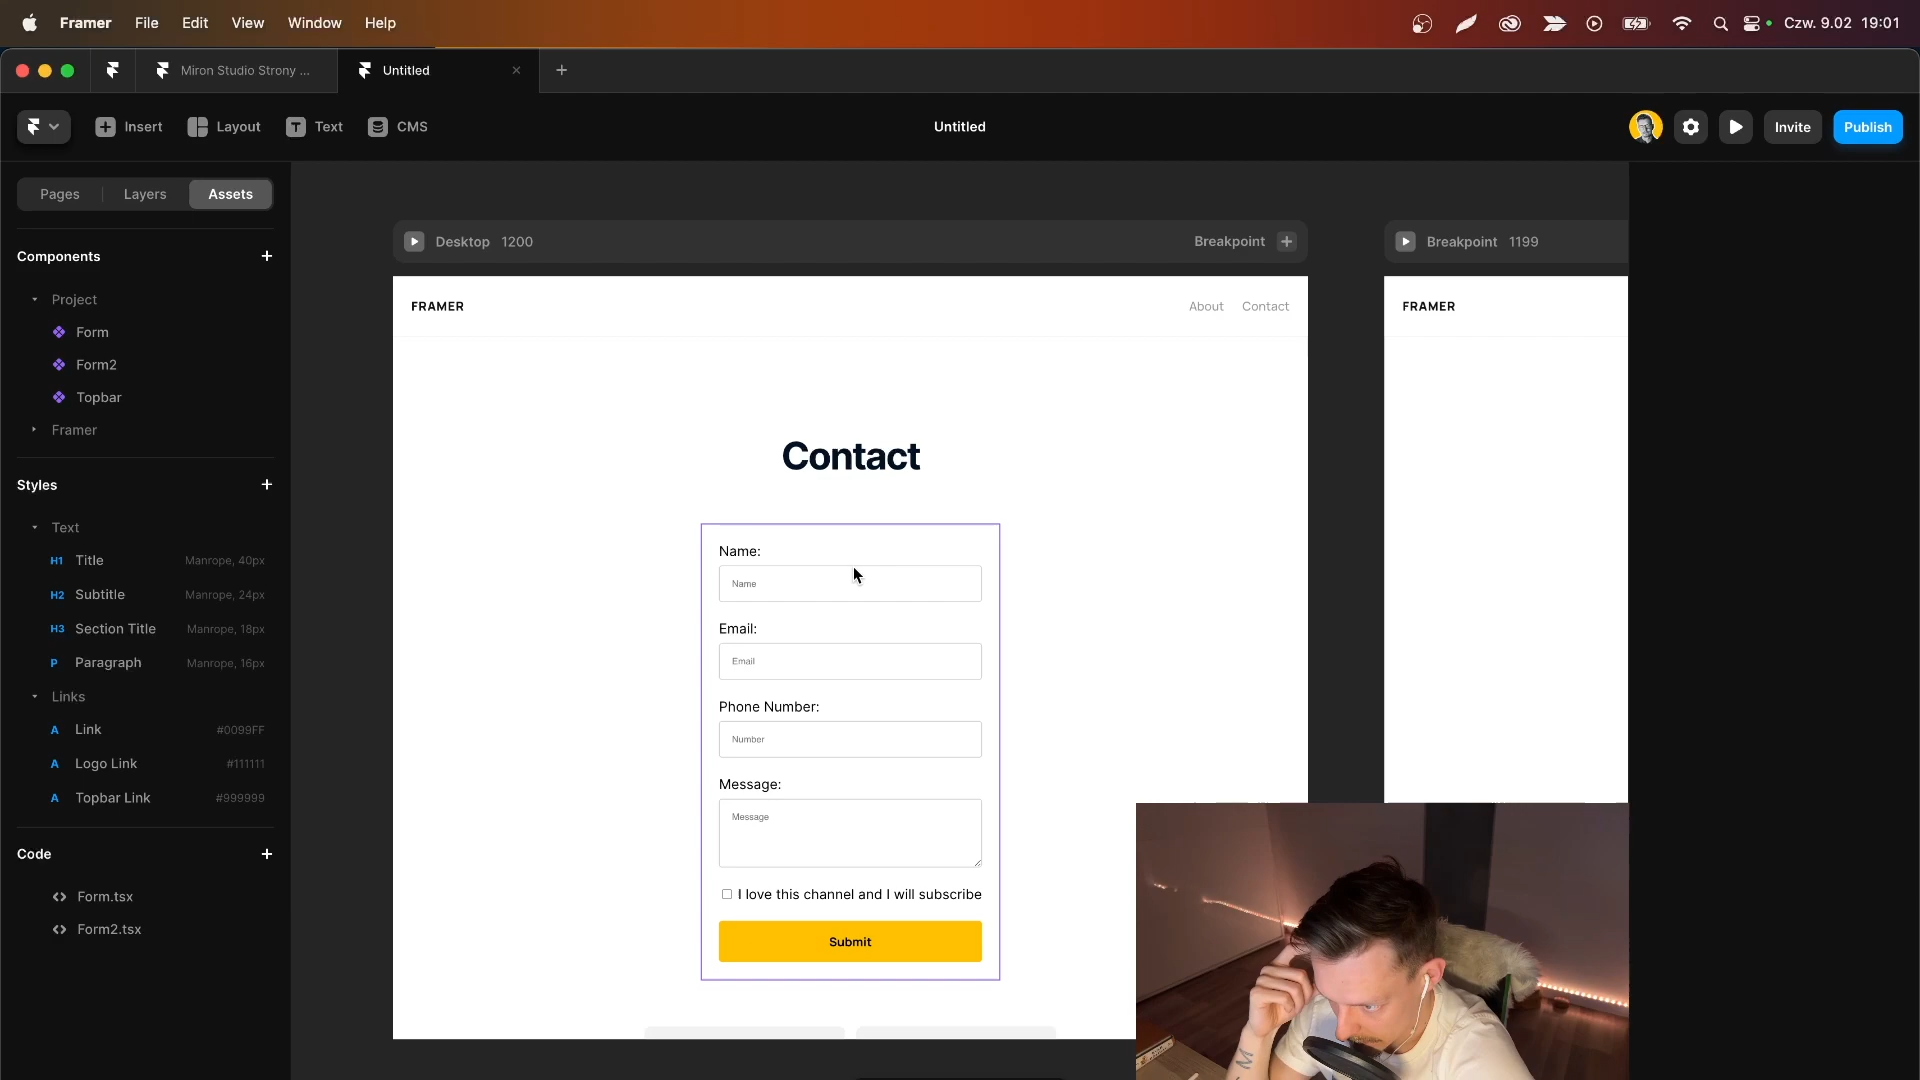 Framer File Edit View Window Help Czw. 9.02 19:01
Miron Studio Strony ... Untitled
Insert Layout Text CMS Untitled Invite Publish
Pages Layers Assets
Desktop 1200 Breakpoint Breakpoint 1199
Components
Project
Form
Form2
Topbar
Framer
Styles
Text
H1 Title Manrope, 40px
H2 Subtitle Manrope, 24px
H3 Section Title Manrope, 18px
P Paragraph Manrope, 16px
Links
A Link #0099FF
A Logo Link #111111
A Topbar Link #999999
Code
Form.tsx
Form2.tsx
FRAMER About Contact
Contact
Name:
Name
Email:
Email
Phone Number:
Number
Message:
Message
I love this channel and I will subscribe
Submit
FRAMER